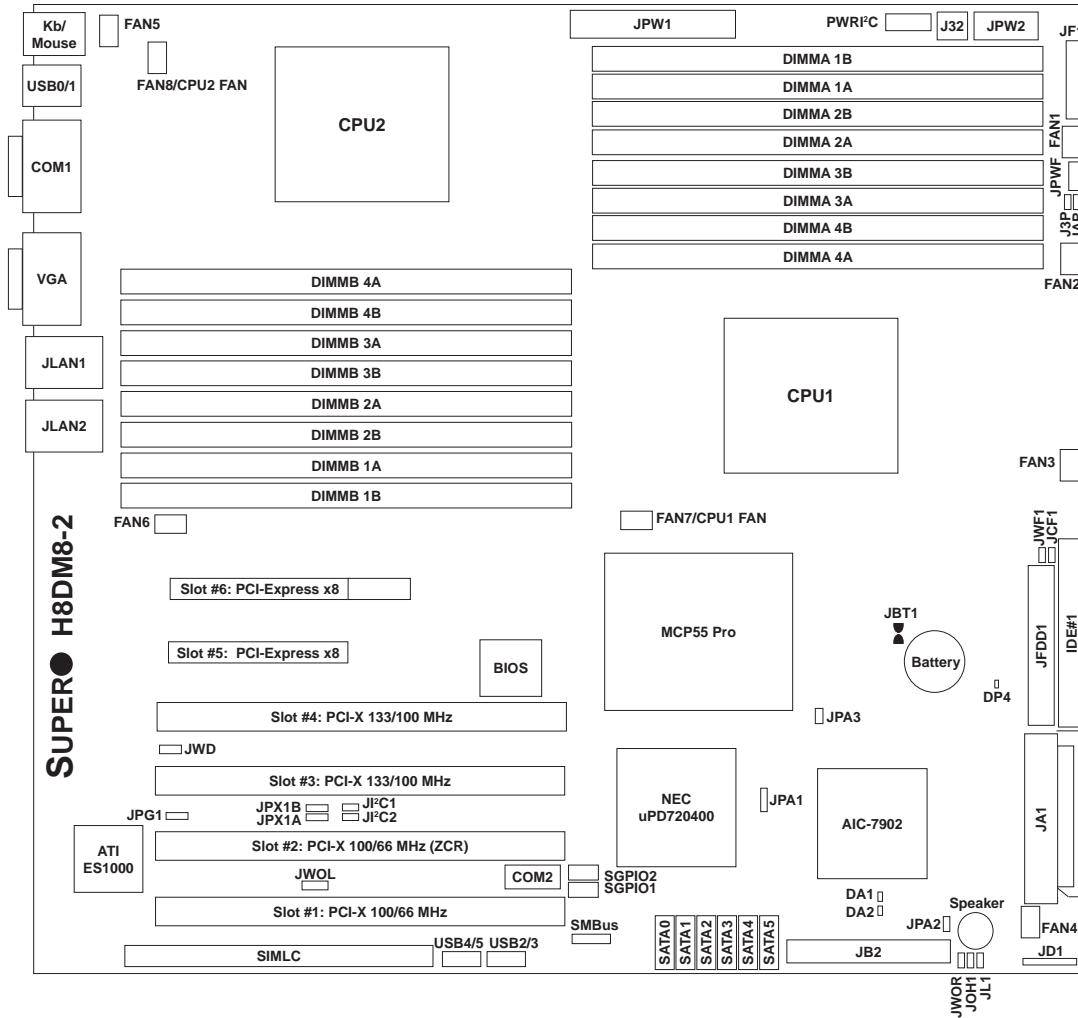 Kb/
Mouse
FAN5
JPW1
PWRI²C
J32
JPW2
JF1
USB0/1
FAN8/CPU2 FAN
CPU2
COM1
VGA
JLAN1
JLAN2
DIMMA 1B
DIMMA 1A
DIMMA 2B
DIMMA 2A
DIMMA 3B
DIMMA 3A
DIMMA 4B
DIMMA 4A
FAN1
JPWF
J3P
FAN2
DIMMB 4A
DIMMB 4B
DIMMB 3A
DIMMB 3B
DIMMB 2A
DIMMB 2B
DIMMB 1A
DIMMB 1B
CPU1
FAN3
FAN6
FAN7/CPU1 FAN
JWF1
JCF1
SUPER H8DM8-2
Slot #6: PCI-Express x8
Slot #5: PCI-Express x8
BIOS
MCP55 Pro
JBT1
Battery
DP4
JFDD1
IDE#1
Slot #4: PCI-X 133/100 MHz
JPA3
JWD
Slot #3: PCI-X 133/100 MHz
JPG1
JPX1B
JPX1A
JI²C1
JI²C2
NEC
uPD720400
JPA1
AIC-7902
JA1
ATI
ES1000
Slot #2: PCI-X 100/66 MHz (ZCR)
JWOL
COM2
SGPIO2
SGPIO1
Slot #1: PCI-X 100/66 MHz
DA1
DA2
JPA2
Speaker
FAN4
SMBus
SIMLC
USB4/5
USB2/3
SATA0
SATA1
SATA2
SATA3
SATA4
SATA5
JB2
JD1
JWOR
JOH1
JL1